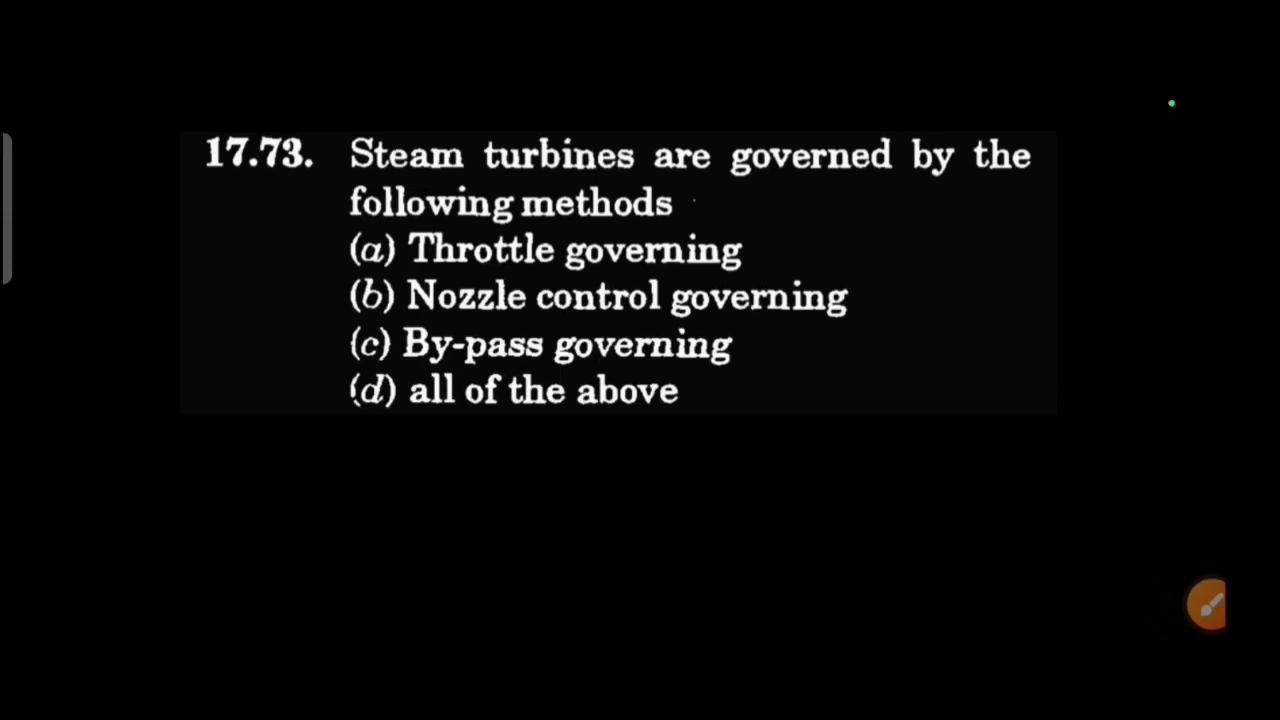 17.73. Steam turbines are governed by the
following methods
(a) Throttle governing
(b) Nozzle control governing
(c) By-pass governing
(d) all of the above